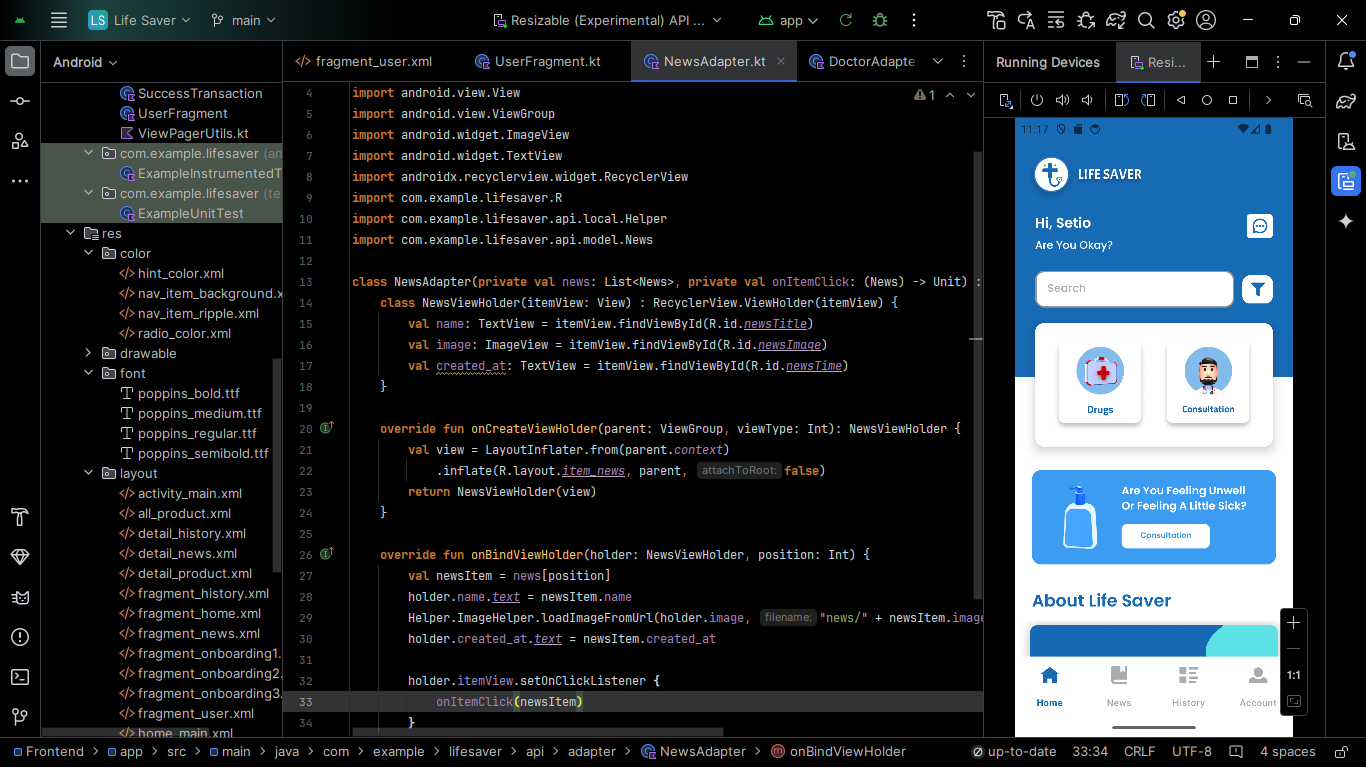 LS Life Saver main Resizable (Experimental) API ... app
Android
SuccessTransaction
UserFragment
ViewPagerUtils.kt
com.example.lifesaver (an
ExampleInstrumentedT
com.example.lifesaver (te
ExampleUnitTest
res
color
hint_color.xml
nav_item_background.x
nav_item_ripple.xml
radio_color.xml
drawable
font
poppins_bold.ttf
poppins_medium.ttf
poppins_regular.ttf
poppins_semibold.ttf
layout
activity_main.xml
all_product.xml
detail_history.xml
detail_news.xml
detail_product.xml
fragment_history.xml
fragment_home.xml
fragment_news.xml
fragment_onboarding1.
fragment_onboarding2.
fragment_onboarding3.
fragment_user.xml
home_main.xml
fragment_user.xml UserFragment.kt NewsAdapter.kt DoctorAdapte
1
4 import android.view.View
5 import android.view.ViewGroup
6 import android.widget.ImageView
7 import android.widget.TextView
8 import androidx.recyclerview.widget.RecyclerView
9 import com.example.lifesaver.R
10 import com.example.lifesaver.api.local.Helper
11 import com.example.lifesaver.api.model.News
12
13 class NewsAdapter(private val news: List<News>, private val onItemClick: (News) -> Unit) :
14 class NewsViewHolder(itemView: View) : RecyclerView.ViewHolder(itemView) {
15 val name: TextView = itemView.findViewById(R.id.newsTitle)
16 val image: ImageView = itemView.findViewById(R.id.newsImage)
17 val created_at: TextView = itemView.findViewById(R.id.newsTime)
18 }
19
20 override fun onCreateViewHolder(parent: ViewGroup, viewType: Int): NewsViewHolder {
21 val view = LayoutInflater.from(parent.context)
22 .inflate(R.layout.item_news, parent, attachToRoot: false)
23 return NewsViewHolder(view)
24 }
25
26 override fun onBindViewHolder(holder: NewsViewHolder, position: Int) {
27 val newsItem = news[position]
28 holder.name.text = newsItem.name
29 Helper.ImageHelper.loadImageFromUrl(holder.image, filename: "news/" + newsItem.image
30 holder.created_at.text = newsItem.created_at
31
32 holder.itemView.setOnClickListener {
33 onItemClick(newsItem)
34 }
Running Devices Resi...
11:17
LIFE SAVER
Hi, Setio
Are You Okay?
Search
Drugs Consultation
Are You Feeling Unwell
Or Feeling A Little Sick?
Consultation
About Life Saver
Home News History Account
1:1
Frontend > app > src > main > java > com > example > lifesaver > api > adapter > NewsAdapter > onBindViewHolder up-to-date 33:34 CRLF UTF-8 4 spaces